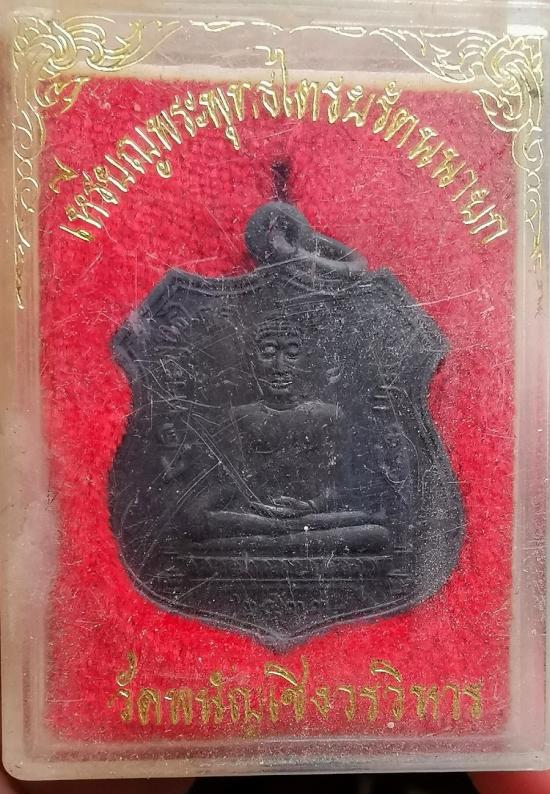 เหรียญพระพุทธไตรยรัตนนายก
วัดพนัญเชิงวรวิหาร